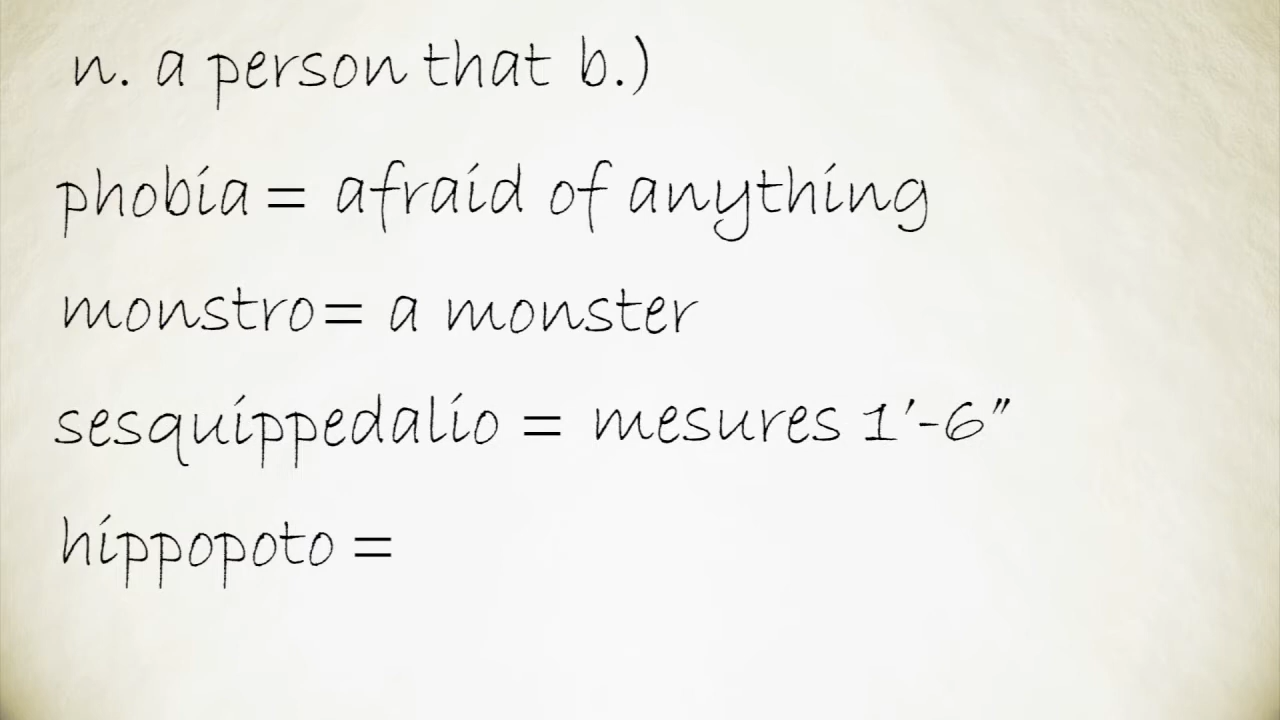 n. a person that b.)
phobia = afraid of anything
monstro= a monster
sesquippedalio = mesures 1'-6"
hippopoto =